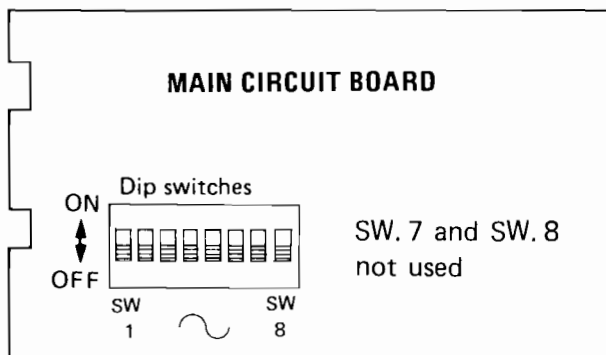 MAIN CIRCUIT BOARD
Dip switches
ON
OFF
SW. 7 and SW. 8
not used
SW SW
1 8